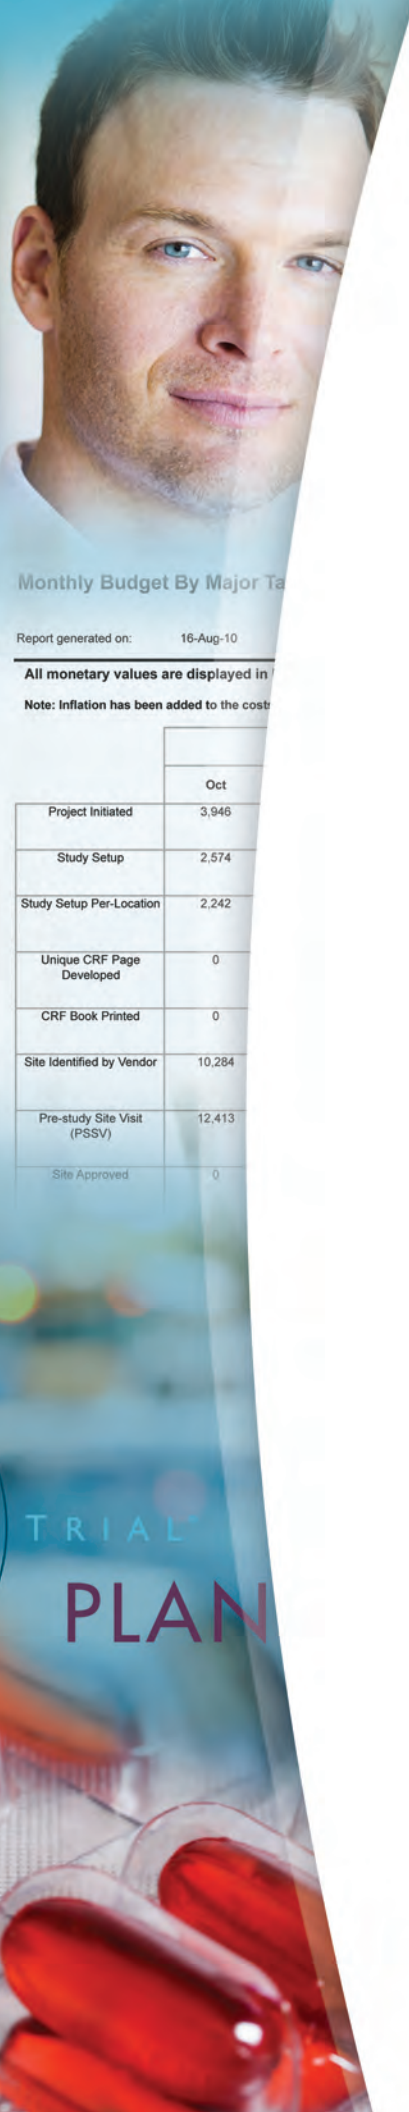 Monthly Budget By Major Ta
Report generated on: 16-Aug-10
All monetary values are displayed in
Note: Inflation has been added to the costs
Oct
Project Initiated 3,946
Study Setup 2,574
Study Setup Per-Location 2,242
Unique CRF Page 0
Developed
CRF Book Printed 0
Site Identified by Vendor 10,284
Pre-study Site Visit 12,413
(PSSV)
Site Approved 0
TRIAL
PLAN